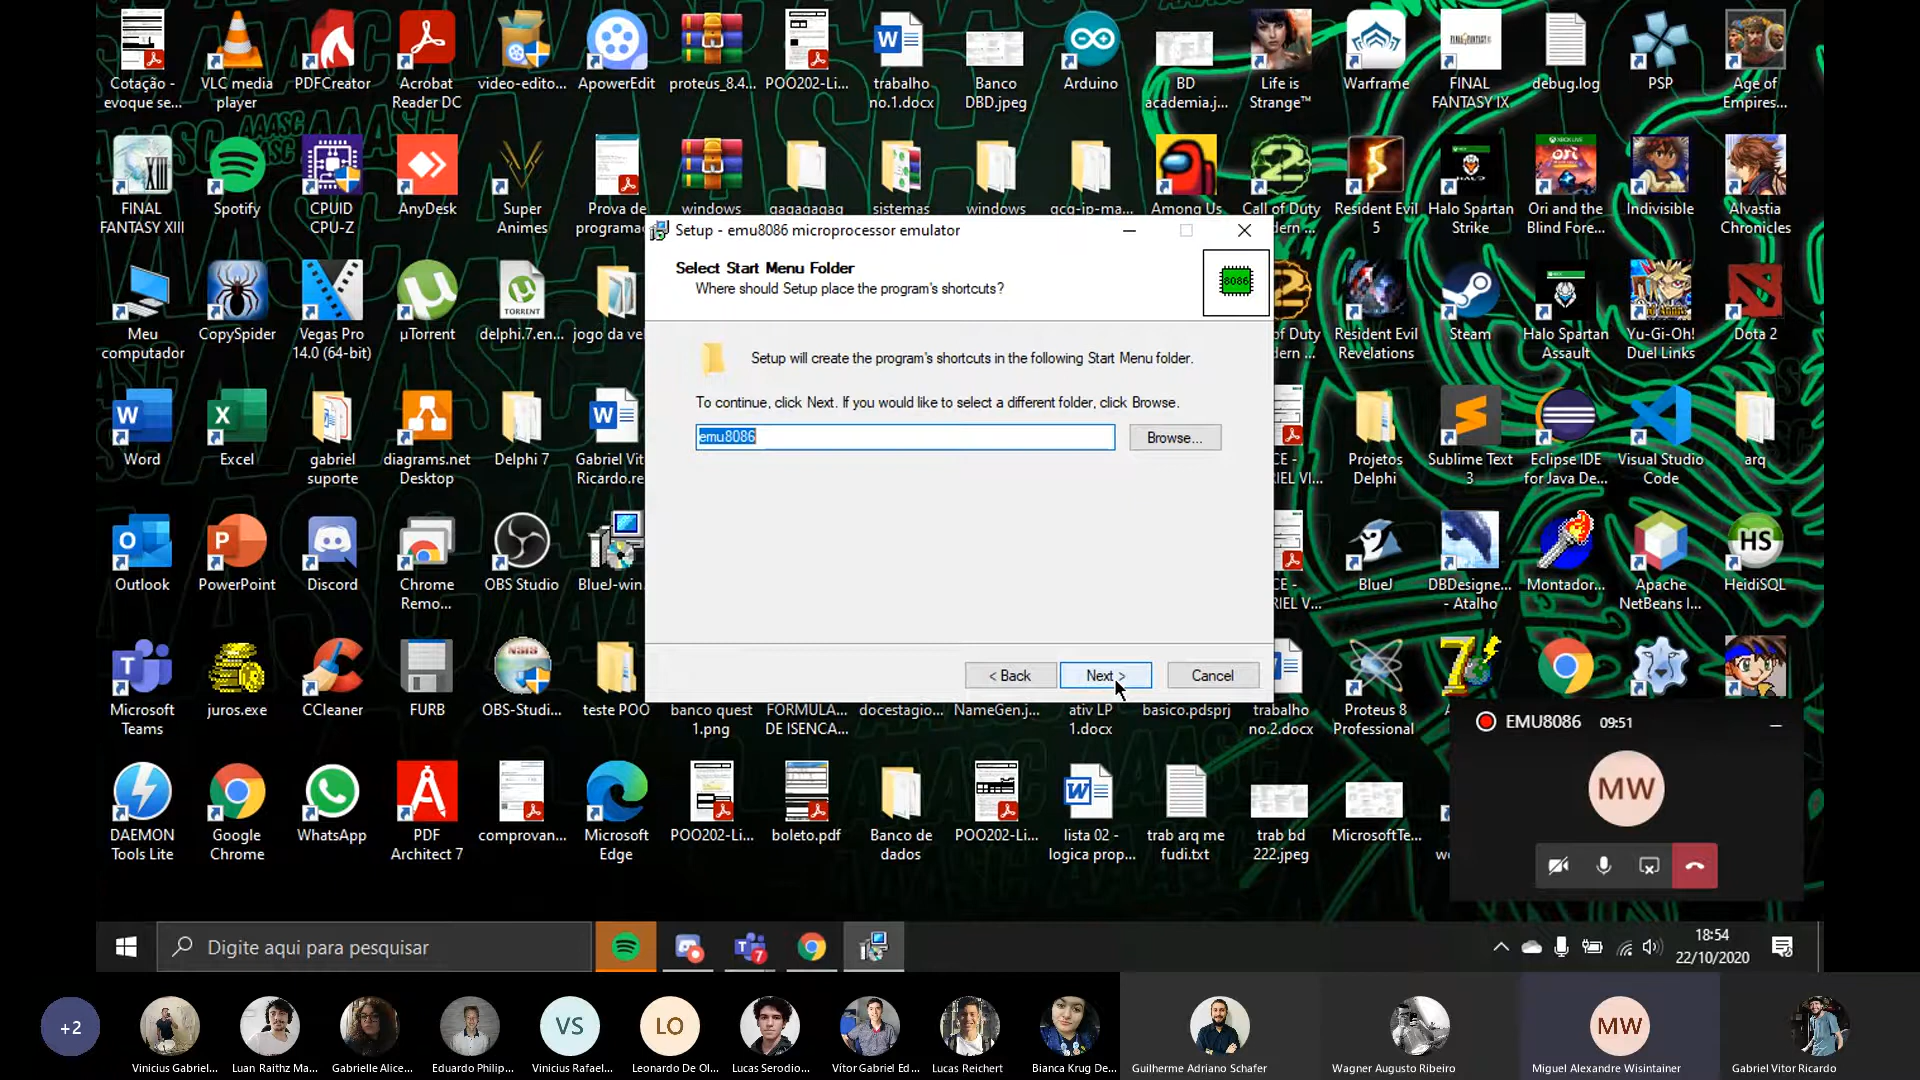 Cotação -
evoque se...
VLC media
player
PDFCreator
Acrobat
Reader DC
video-edito...
ApowerEdit
proteus_8.4...
POO202-Li...
trabalho
no.1.docx
Banco
DBD.jpeg
Arduino
BD
academia.j...
Life is
Strange™
Warframe
FINAL
FANTASY IX
debug.log
PSP
Age of
Empires...
FINAL
FANTASY XIII
Spotify
CPUID
CPU-Z
AnyDesk
Super
Animes
Prova de
programa
windows
gagagagag
sistemas
windows
gcg-ip-ma...
Among Us
Call of Duty
dern ...
Resident Evil
5
Halo Spartan
Strike
Ori and the
Blind Fore...
Indivisible
Alvastia
Chronicles
Setup - emu8086 microprocessor emulator
Select Start Menu Folder
Where should Setup place the program's shortcuts?
8086
Setup will create the program's shortcuts in the following Start Menu folder.
To continue, click Next. If you would like to select a different folder, click Browse.
emu8086
Browse...
< Back
Next >
Cancel
Meu
computador
CopySpider
Vegas Pro
14.0 (64-bit)
µTorrent
TORRENT
delphi.7.en...
jogo da vel
of Duty
dern ...
Resident Evil
Revelations
Steam
Halo Spartan
Assault
Yu-Gi-Oh!
Duel Links
Dota 2
Word
Excel
gabriel
suporte
diagrams.net
Desktop
Delphi 7
Gabriel Vit
Ricardo.re
CE -
IEL VI...
Projetos
Delphi
Sublime Text
3
Eclipse IDE
for Java De...
Visual Studio
Code
arq
Outlook
PowerPoint
Discord
Chrome
Remo...
OBS Studio
BlueJ-win
CE -
IEL V...
BlueJ
DBDesigne...
- Atalho
Montador...
Apache
NetBeans I...
HS
HeidiSQL
Microsoft
Teams
juros.exe
CCleaner
FURB
NSIS
OBS-Studi...
teste POO
banco quest
1.png
FORMULA...
DE ISENCA...
docestagio...
NameGen.j...
ativ LP
1.docx
basico.pdsprj
trabalho
no.2.docx
Proteus 8
Professional
EMU8086
09:51
MW
DAEMON
Tools Lite
Google
Chrome
WhatsApp
PDF
Architect 7
comprovan...
Microsoft
Edge
POO202-Li...
boleto.pdf
Banco de
dados
POO202-Li...
lista 02 -
logica prop...
trab arq me
fudi.txt
trab bd
222.jpeg
MicrosoftTe...
Digite aqui para pesquisar
7
18:54
22/10/2020
+2
VS
LO
MW
Vinicius Gabriel...
Luan Raithz Ma...
Gabrielle Alice...
Eduardo Philip...
Vinicius Rafael...
Leonardo De Ol...
Lucas Serodio...
Vítor Gabriel Ed...
Lucas Reichert
Bianca Krug De...
Guilherme Adriano Schafer
Wagner Augusto Ribeiro
Miguel Alexandre Wisintainer
Gabriel Vitor Ricardo